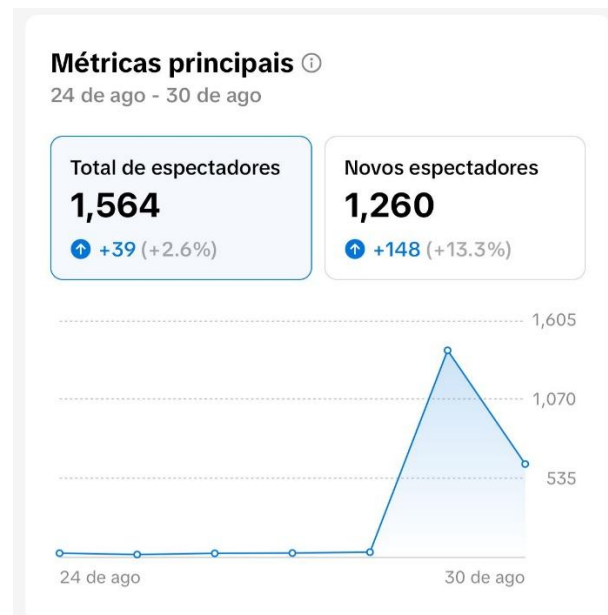 Métricas principais
24 de ago - 30 de ago
Total de espectadores
1,564
+39 (+2.6%)
Novos espectadores
1,260
+148 (+13.3%)
1,605
1,070
535
24 de ago
30 de ago